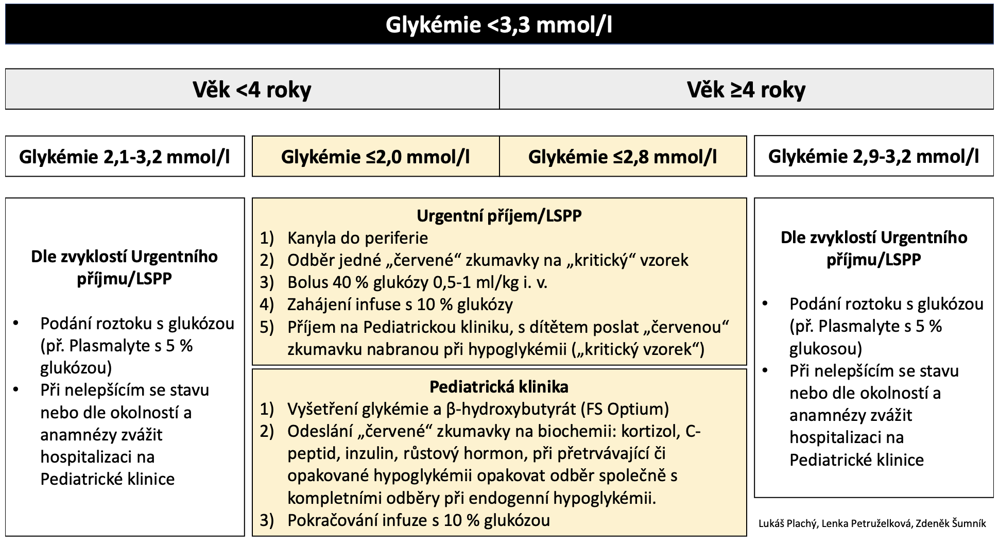 Glykémie <3,3 mmol/l
Věk <4 roky
Věk ≥4 roky
Glykémie 2,1-3,2 mmol/l
Glykémie ≤2,0 mmol/l
Glykémie ≤2,8 mmol/l
Glykémie 2,9-3,2 mmol/l
Dle zvyklostí Urgentního
příjmu/LSPP
• Podání roztoku s glukózou
(př. Plasmalyte s 5 %
glukózou)
• Při nelepšícím se stavu
nebo dle okolností a
anamnézy zvážit
hospitalizaci na
Pediatrické klinice
Urgentní příjem/LSPP
1) Kanyla do periferie
2) Odběr jedné „červené“ zkumavky na „kritický“ vzorek
3) Bolus 40 % glukózy 0,5-1 ml/kg i. v.
4) Zahájení infuse s 10 % glukózy
5) Příjem na Pediatrickou kliniku, s dítětem poslat „červenou“
zkumavku nabranou při hypoglykémii („kritický vzorek“)
Pediatrická klinika
1) Vyšetření glykémie a β-hydroxybutyrát (FS Optium)
2) Odeslání „červené“ zkumavky na biochemii: kortizol, C-
peptid, inzulin, růstový hormon, při přetrvávající či
opakované hypoglykémii opakovat odběr společně s
kompletními odběry při endogenní hypoglykémii.
3) Pokračování infuze s 10 % glukózou
Dle zvyklostí Urgentního
příjmu/LSPP
• Podání roztoku s glukózou
(př. Plasmalyte s 5 %
glukosou)
• Při nelepšícím se stavu
nebo dle okolností a
anamnézy zvážit
hospitalizaci na
Pediatrické klinice
Lukáš Plachý, Lenka Petruželková, Zdeněk Šumník